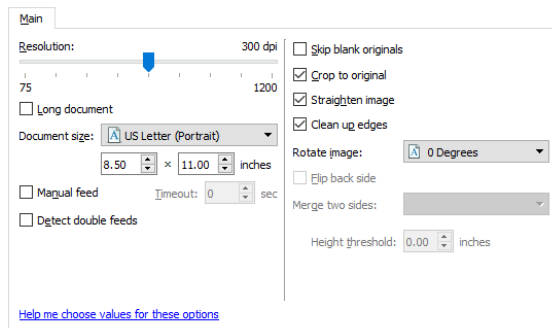 Main
Resolution: 300 dpi
75 1200
Long document
Document size: US Letter (Portrait)
8.50 × 11.00 inches
Manual feed Timeout: 0 sec
Detect double feeds
Skip blank originals
Crop to original
Straighten image
Clean up edges
Rotate image: 0 Degrees
Flip back side
Merge two sides:
Height threshold: 0.00 inches
Help me choose values for these options